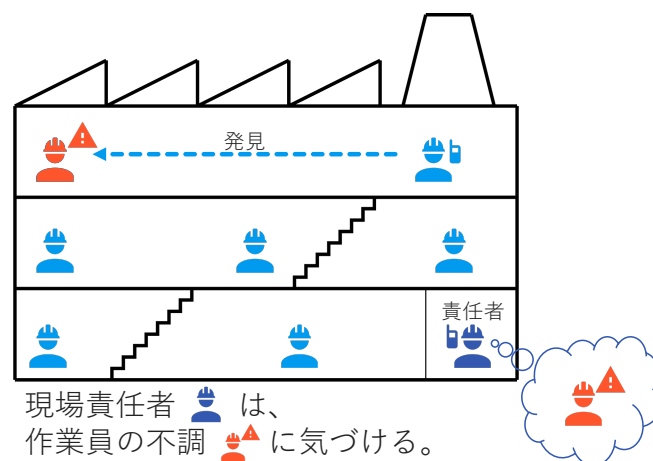 発見
責任者
現場責任者 は、
作業員の不調 に気づける。